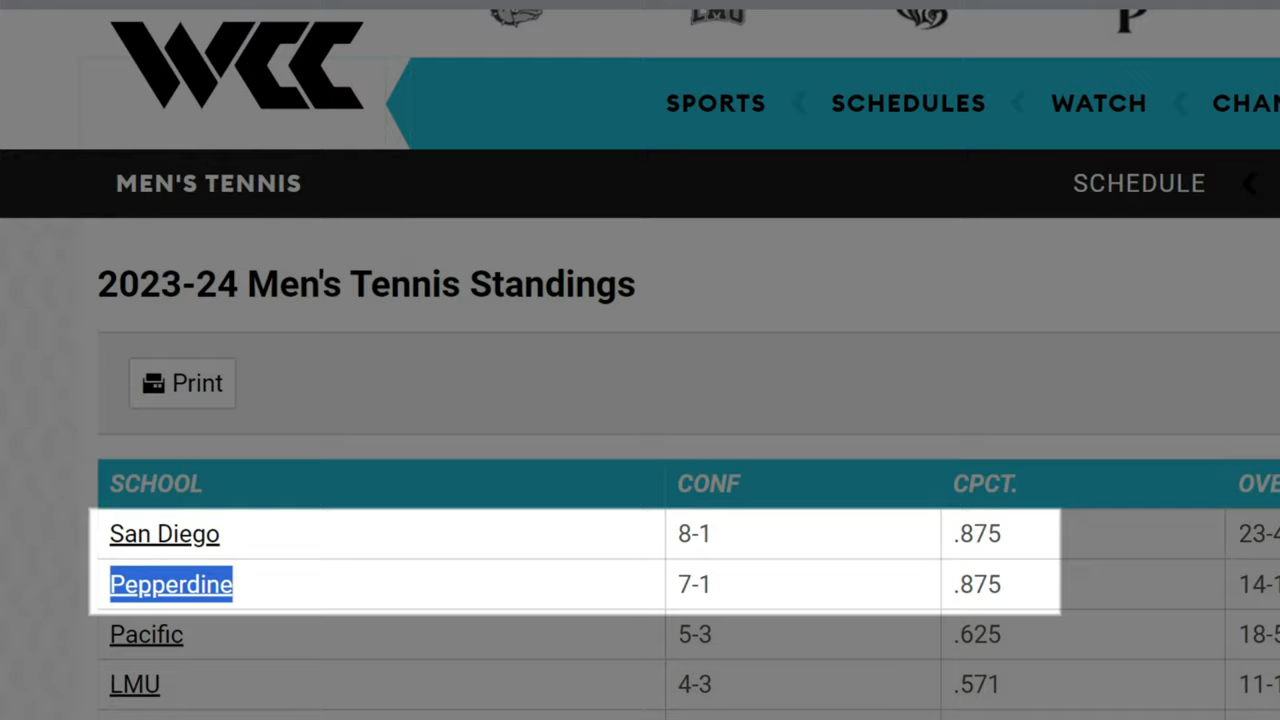 LMU
P
WCC
SPORTS SCHEDULES WATCH
MEN'S TENNIS SCHEDULE
2023-24 Men's Tennis Standings
Print
SCHOOL CONF CPCT.
San Diego 8-1 .875
Pepperdine 7-1 .875
Pacific 5-3 .625
LMU 4-3 .571